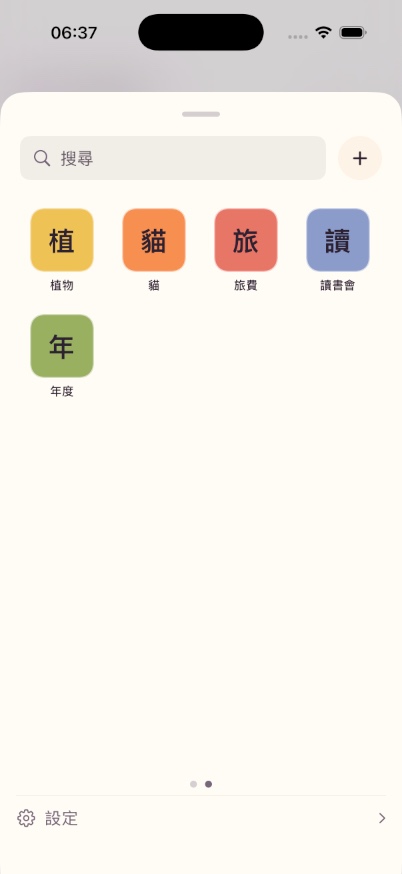 06:37
搜尋
植
貓
旅
讀
植物
貓
旅費
讀書會
年
年度
設定